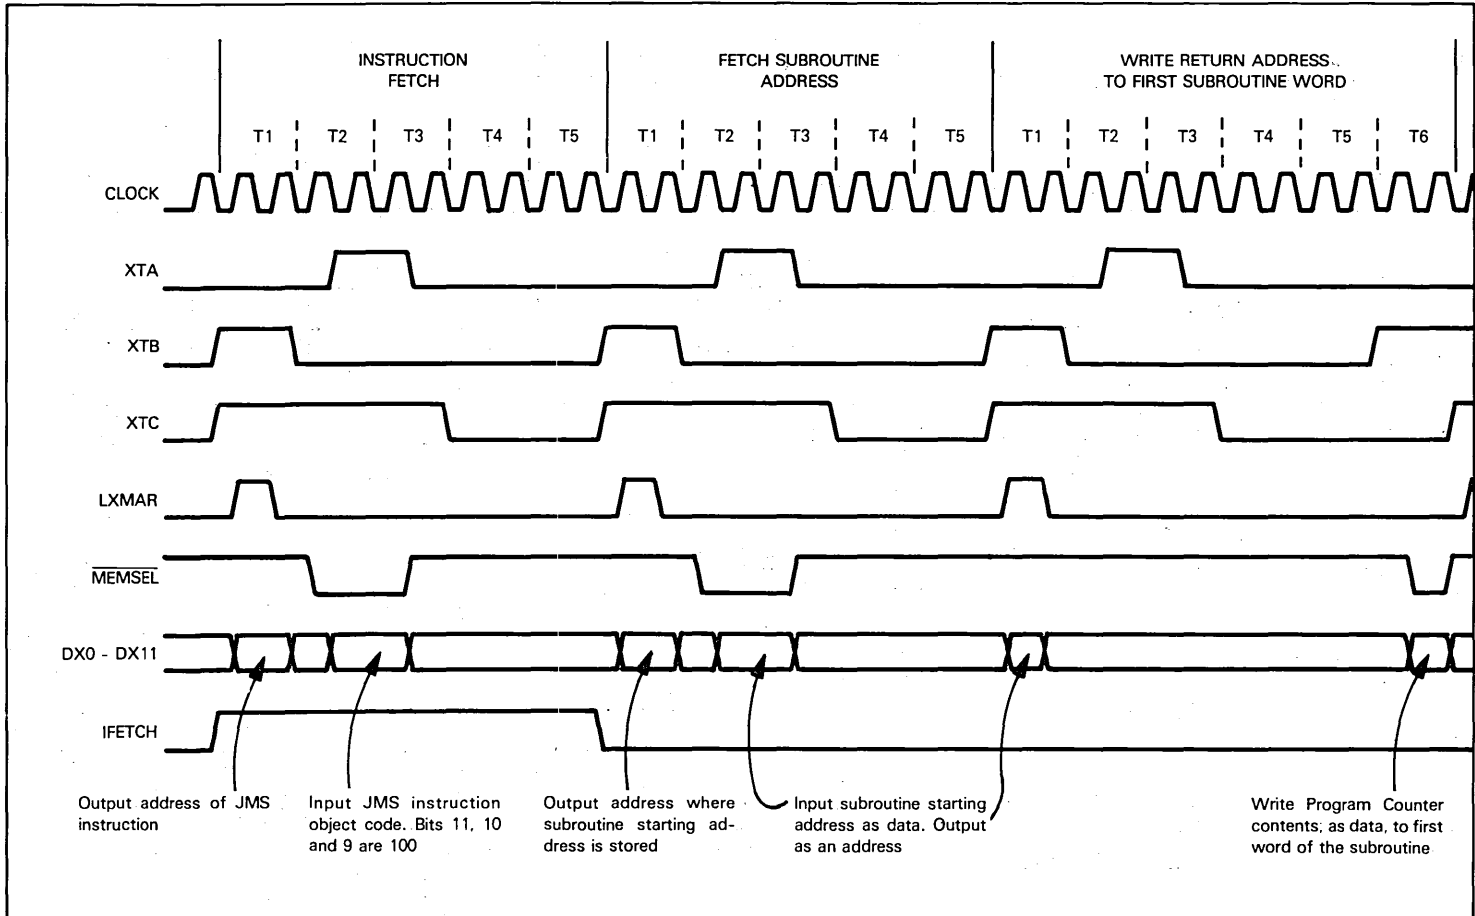 INSTRUCTION
FETCH
FETCH SUBROUTINE
ADDRESS
WRITE RETURN ADDRESS
TO FIRST SUBROUTINE WORD
T1 T2 T3 T4 T5 T1 T2 T3 T4 T5 T1 T2 T3 T4 T5 T6
CLOCK
XTA
XTB
XTC
LXMAR
MEMSEL
DX0 - DX11
IFETCH
Output address of JMS
instruction
Input JMS instruction
object code. Bits 11, 10
and 9 are 100
Output address where
subroutine starting ad-
dress is stored
Input subroutine starting
address as data. Output
as an address
Write Program Counter
contents, as data, to first
word of the subroutine